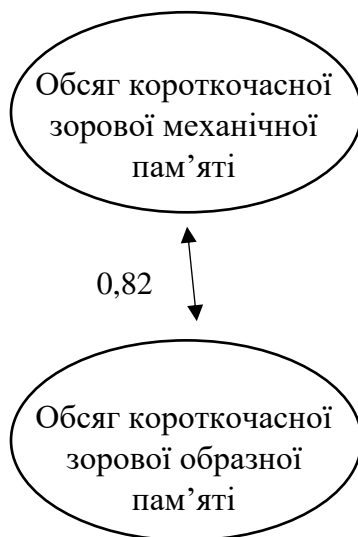 Обсяг короткочасної
зорової механічної
пам’яті
0,82
Обсяг короткочасної
зорової образної
пам’яті